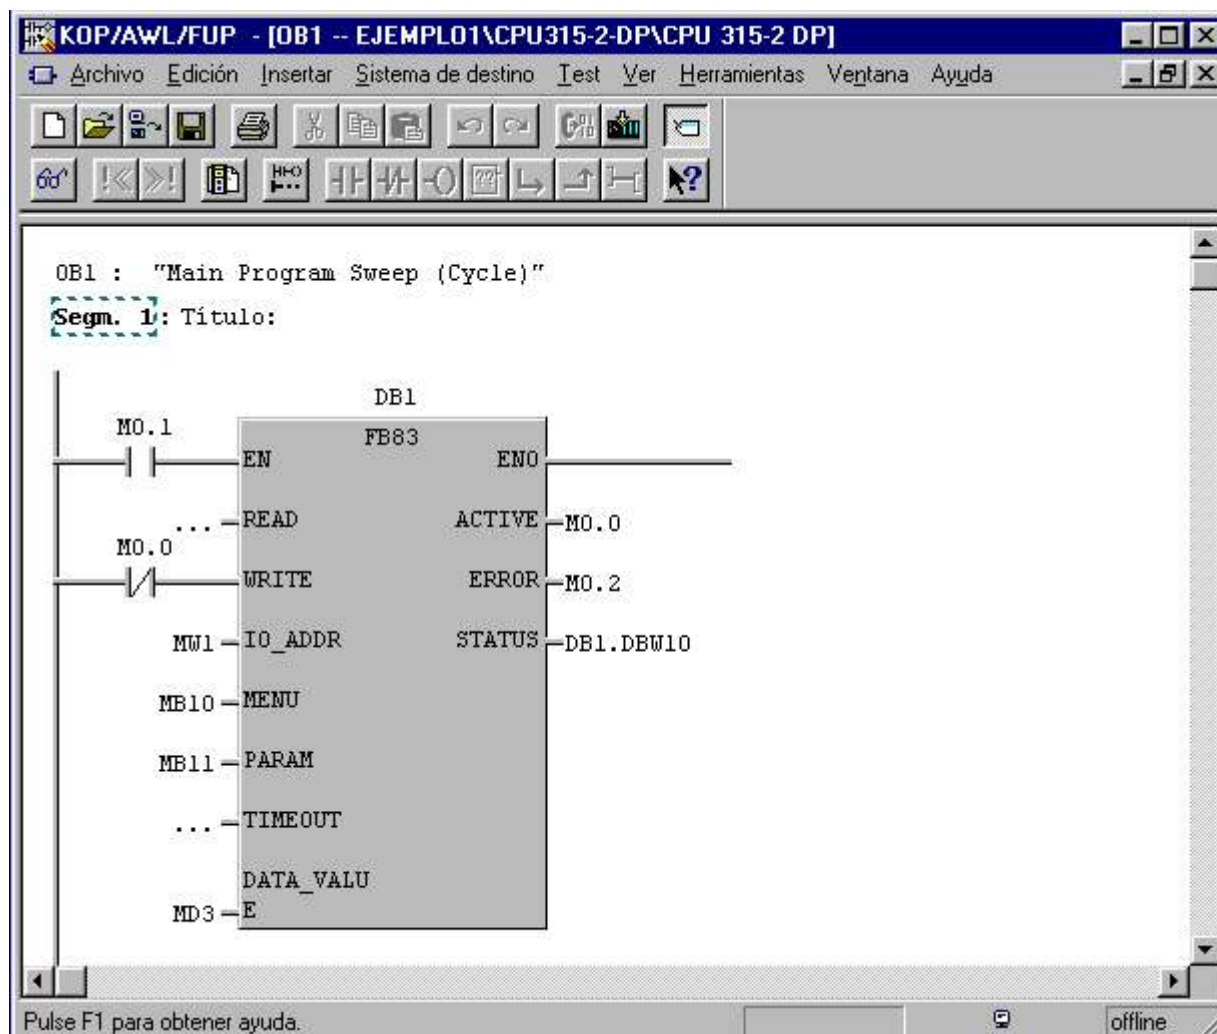 KOP/AWL/FUP - [OB1 -- EJEMPLO1\CPU315-2-DP\CPU 315-2 DP]
Archivo Edición Insertar Sistema de destino Test Ver Herramientas Ventana Ayuda
OB1 : "Main Program Sweep (Cycle)"
Segm. 1: Título:
DB1
M0.1
FB83
EN ENO
... READ ACTIVE M0.0
M0.0
WRITE ERROR M0.2
MW1 IO_ADDR STATUS DB1.DBW10
MB10 MENU
MB11 PARAM
... TIMEOUT
DATA_VALU
MD3 E
Pulse F1 para obtener ayuda. offline